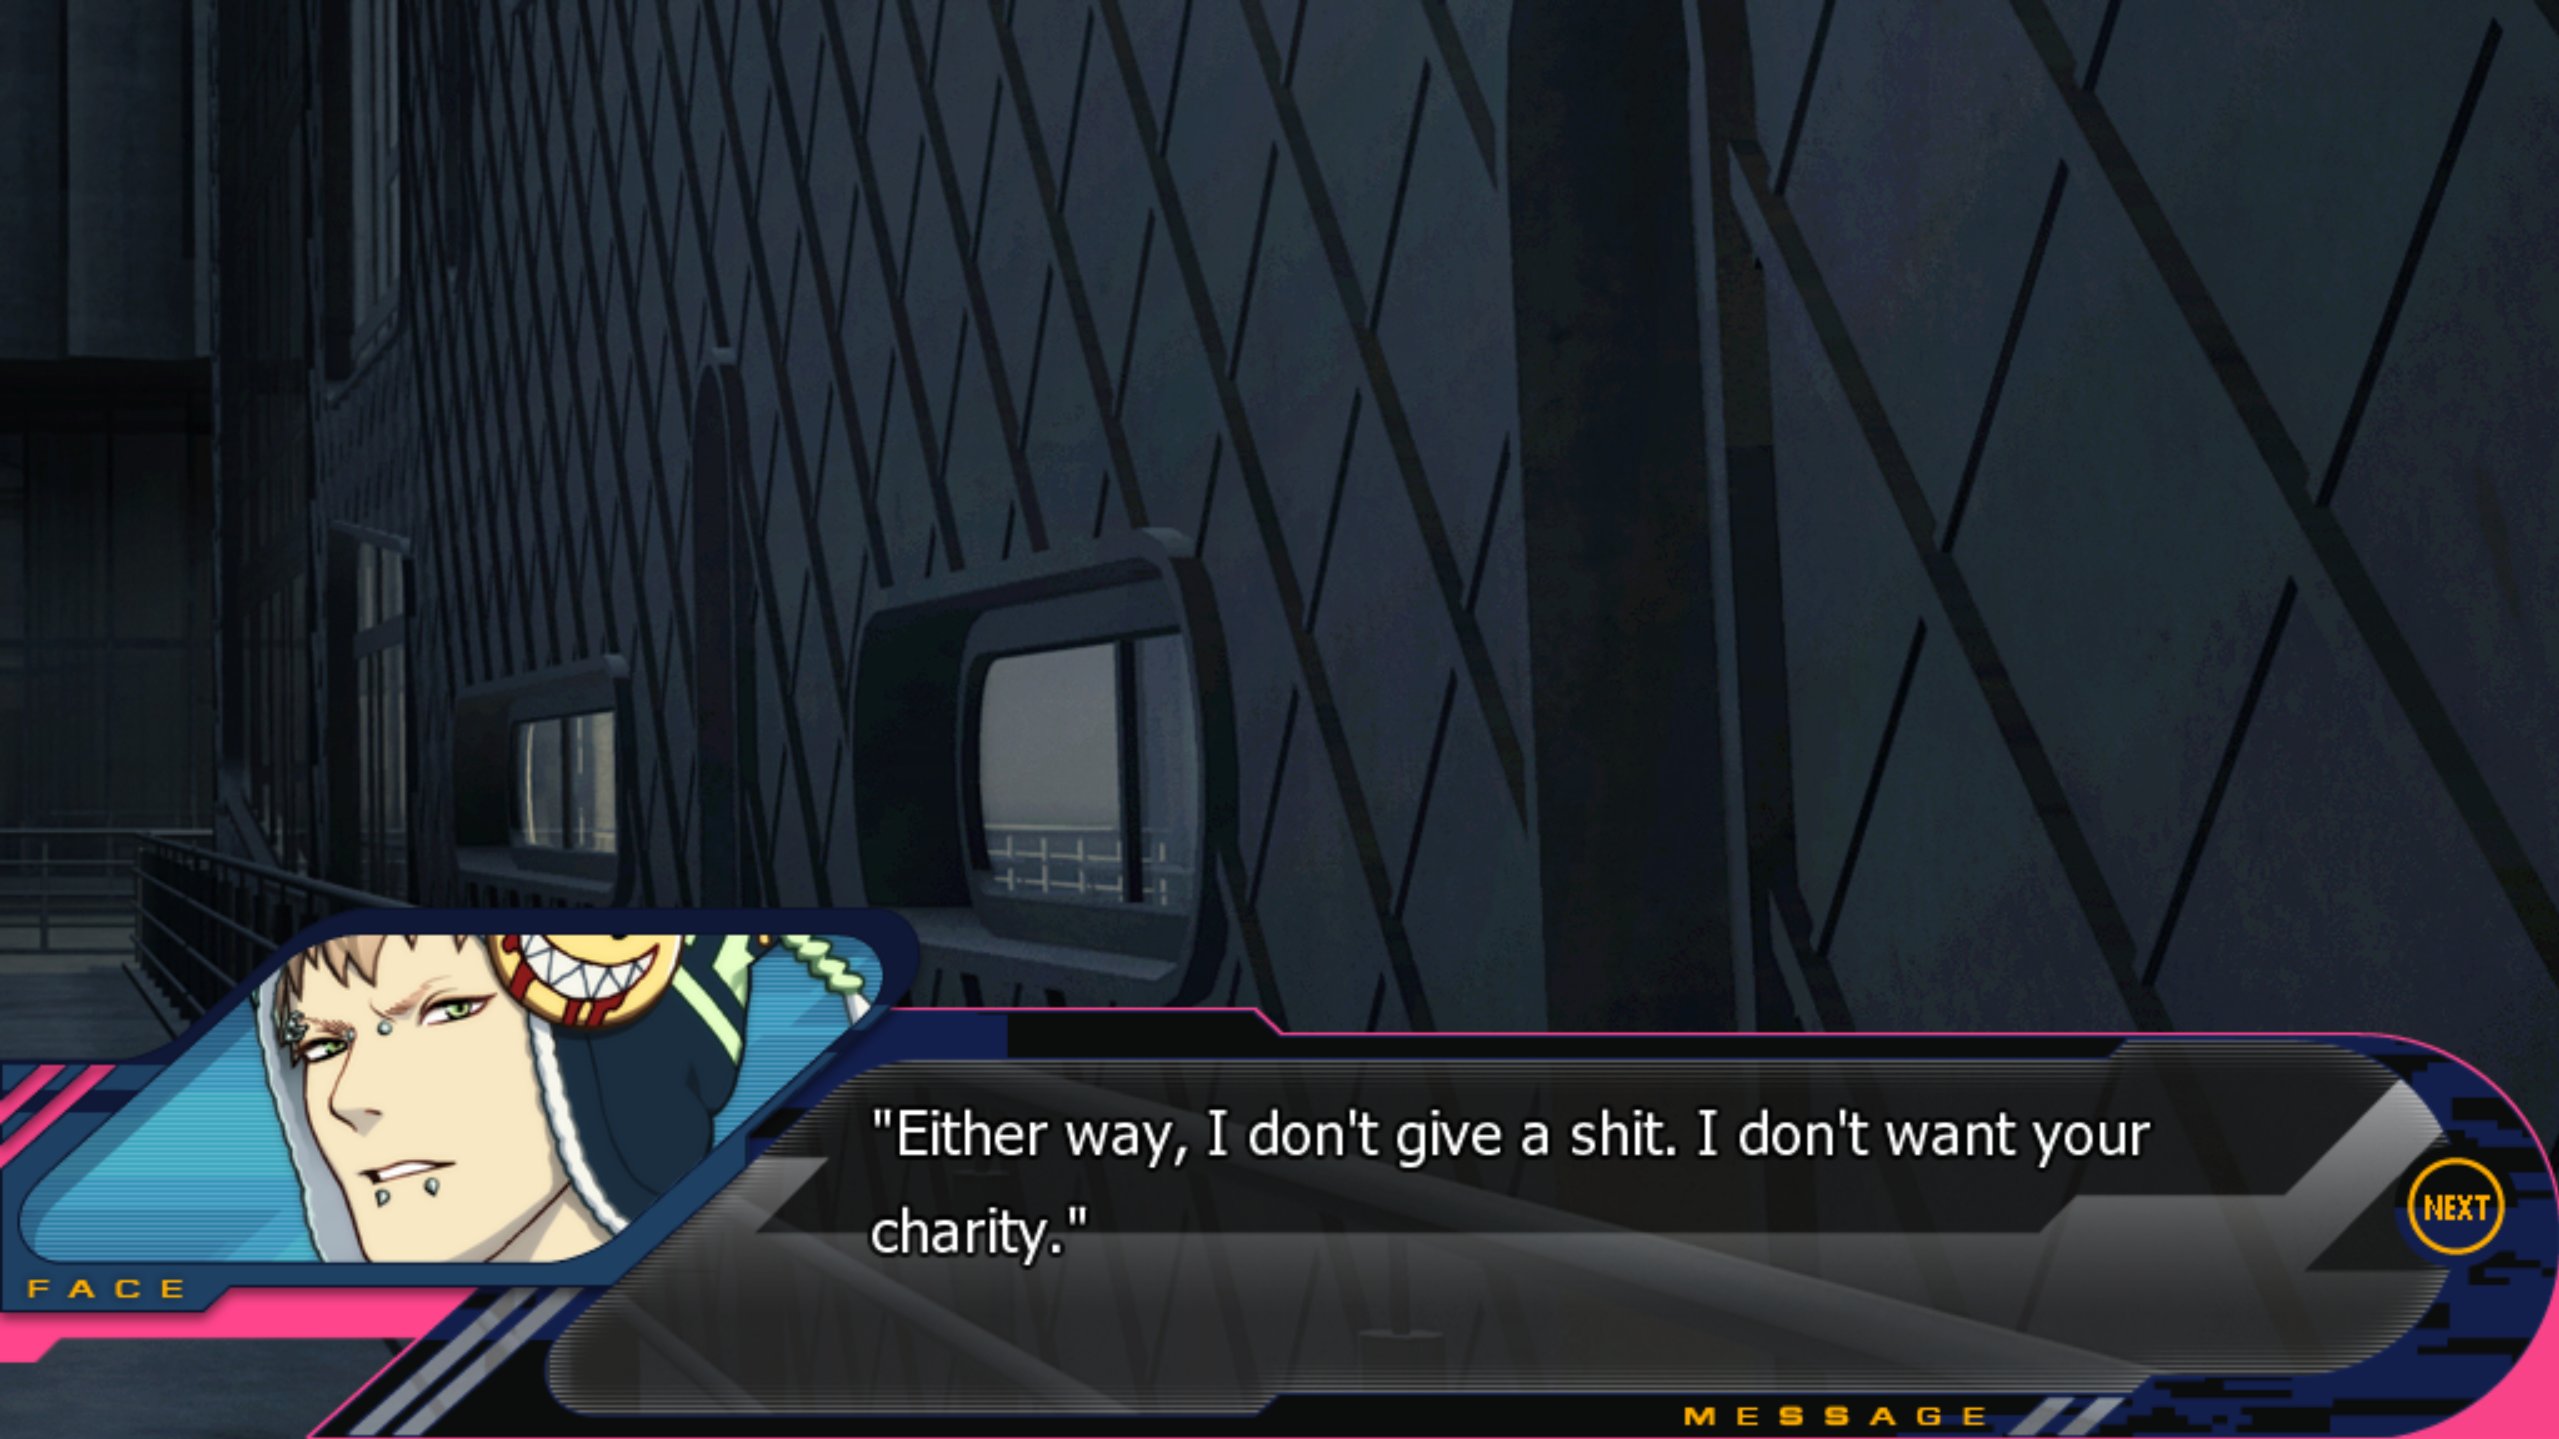 "Either way, I don't give a shit. I don't want your
charity."
NEXT
FACE
MESSAGE